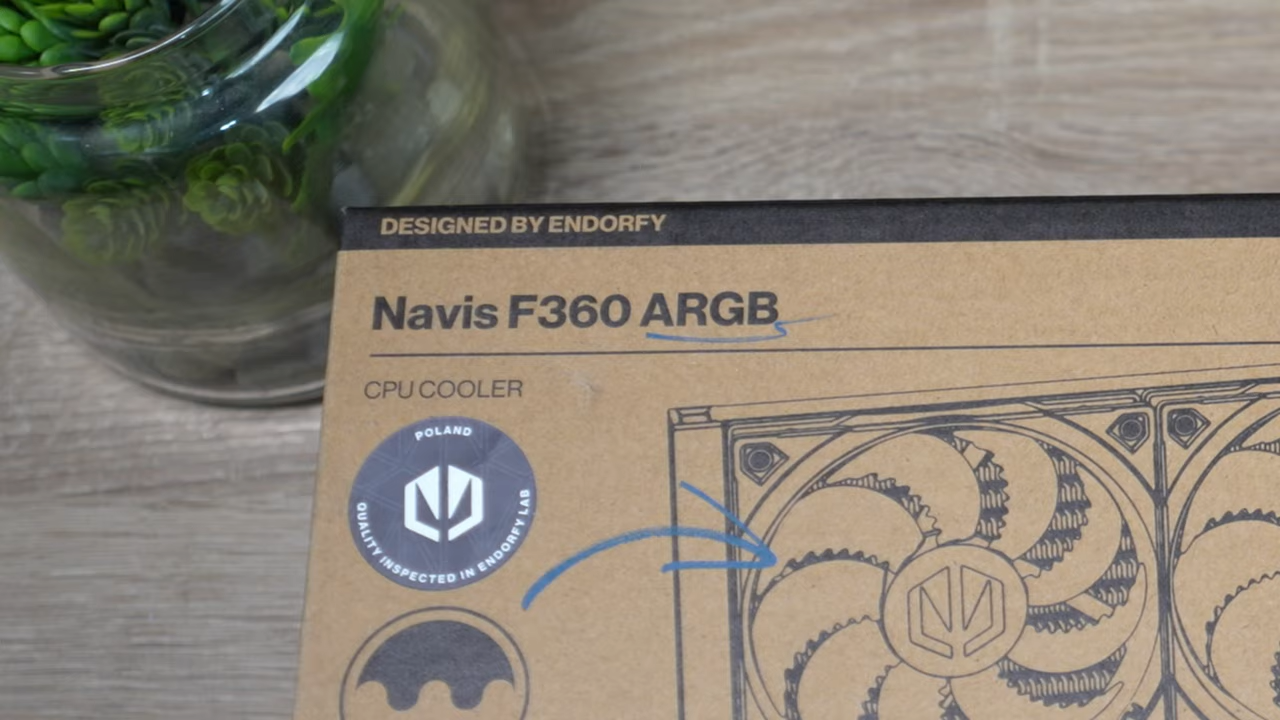 DESIGNED BY ENDORFY
Navis F360 ARGB
CPU COOLER
POLAND
QUALITY INSPECTED IN ENDORFY LAB